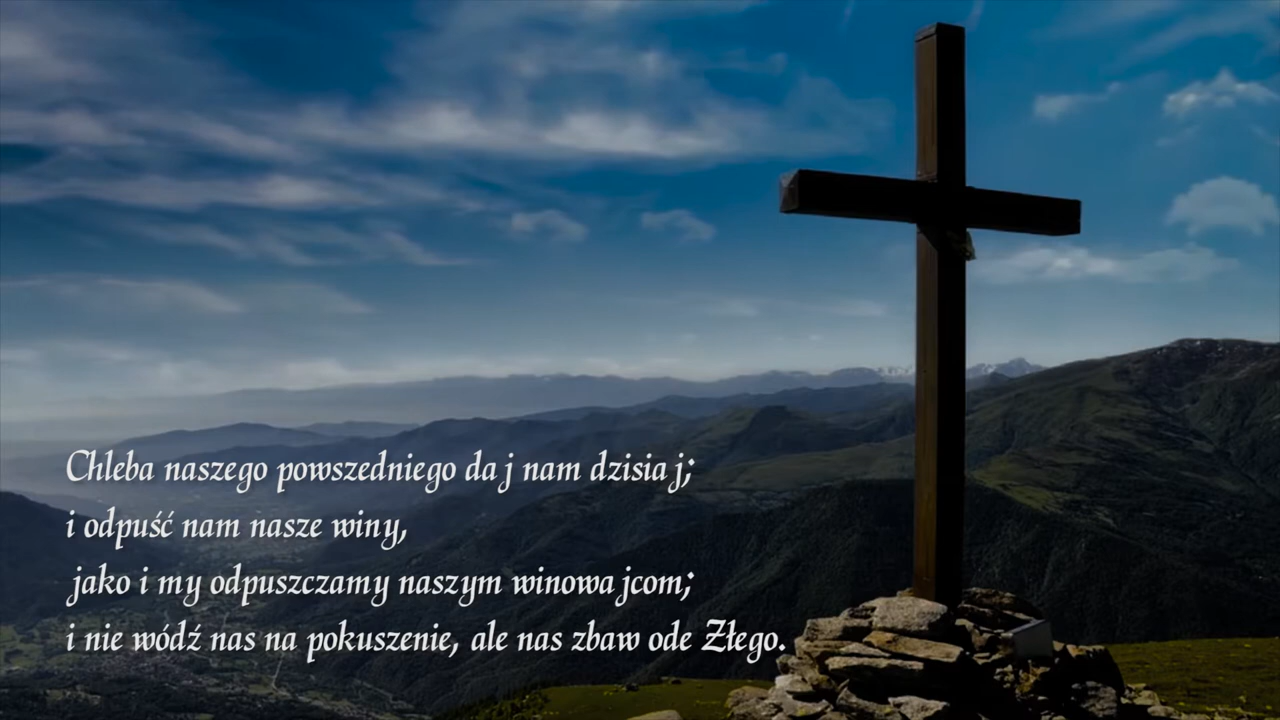 Chleba naszego powszedniego daj nam dzisiaj;
i odpuść nam nasze winy,
jako i my odpuszczamy naszym winowajcom;
i nie wódź nas na pokuszenie, ale nas zbaw ode Złego.